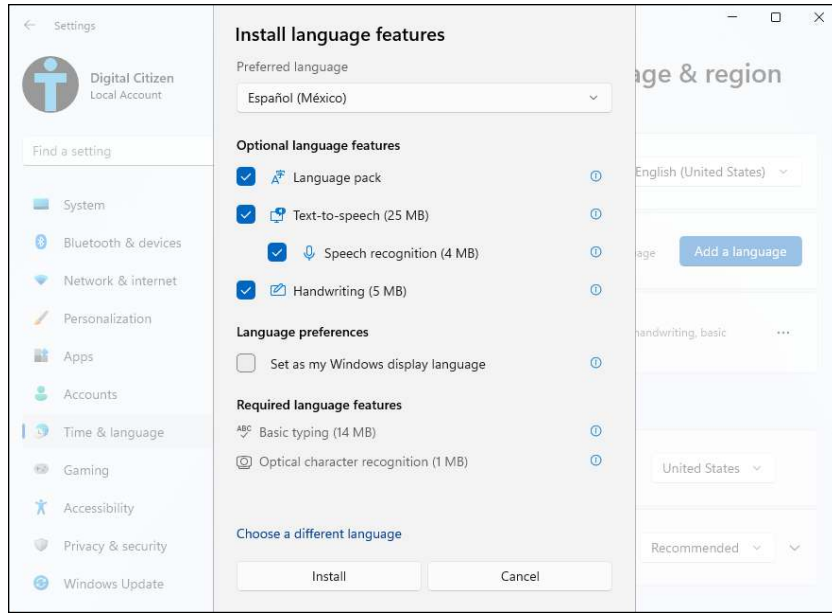 Settings
Digital Citizen
Local Account
Find a setting
System
Bluetooth & devices
Network & internet
Personalization
Apps
Accounts
Time & language
Gaming
Accessibility
Privacy & security
Windows Update
Install language features
Preferred language
Español (México)
Optional language features
Language pack
Text-to-speech (25 MB)
Speech recognition (4 MB)
Handwriting (5 MB)
Language preferences
Set as my Windows display language
Required language features
ABC Basic typing (14 MB)
Optical character recognition (1 MB)
Choose a different language
Install Cancel
age & region
English (United States)
age Add a language
handwriting, basic
United States
Recommended